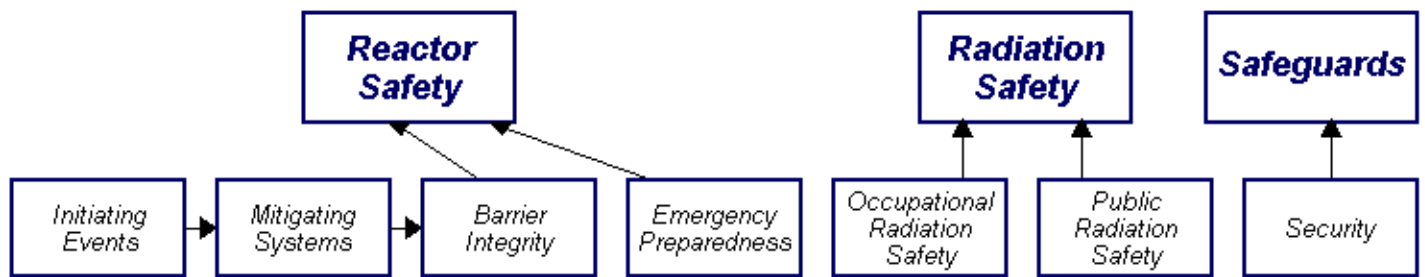 Reactor
Safety
Radiation
Safety
Safeguards
Initiating
Events
Mitigating
Systems
Barrier
Integrity
Emergency
Preparedness
Occupational
Radiation
Safety
Public
Radiation
Safety
Security